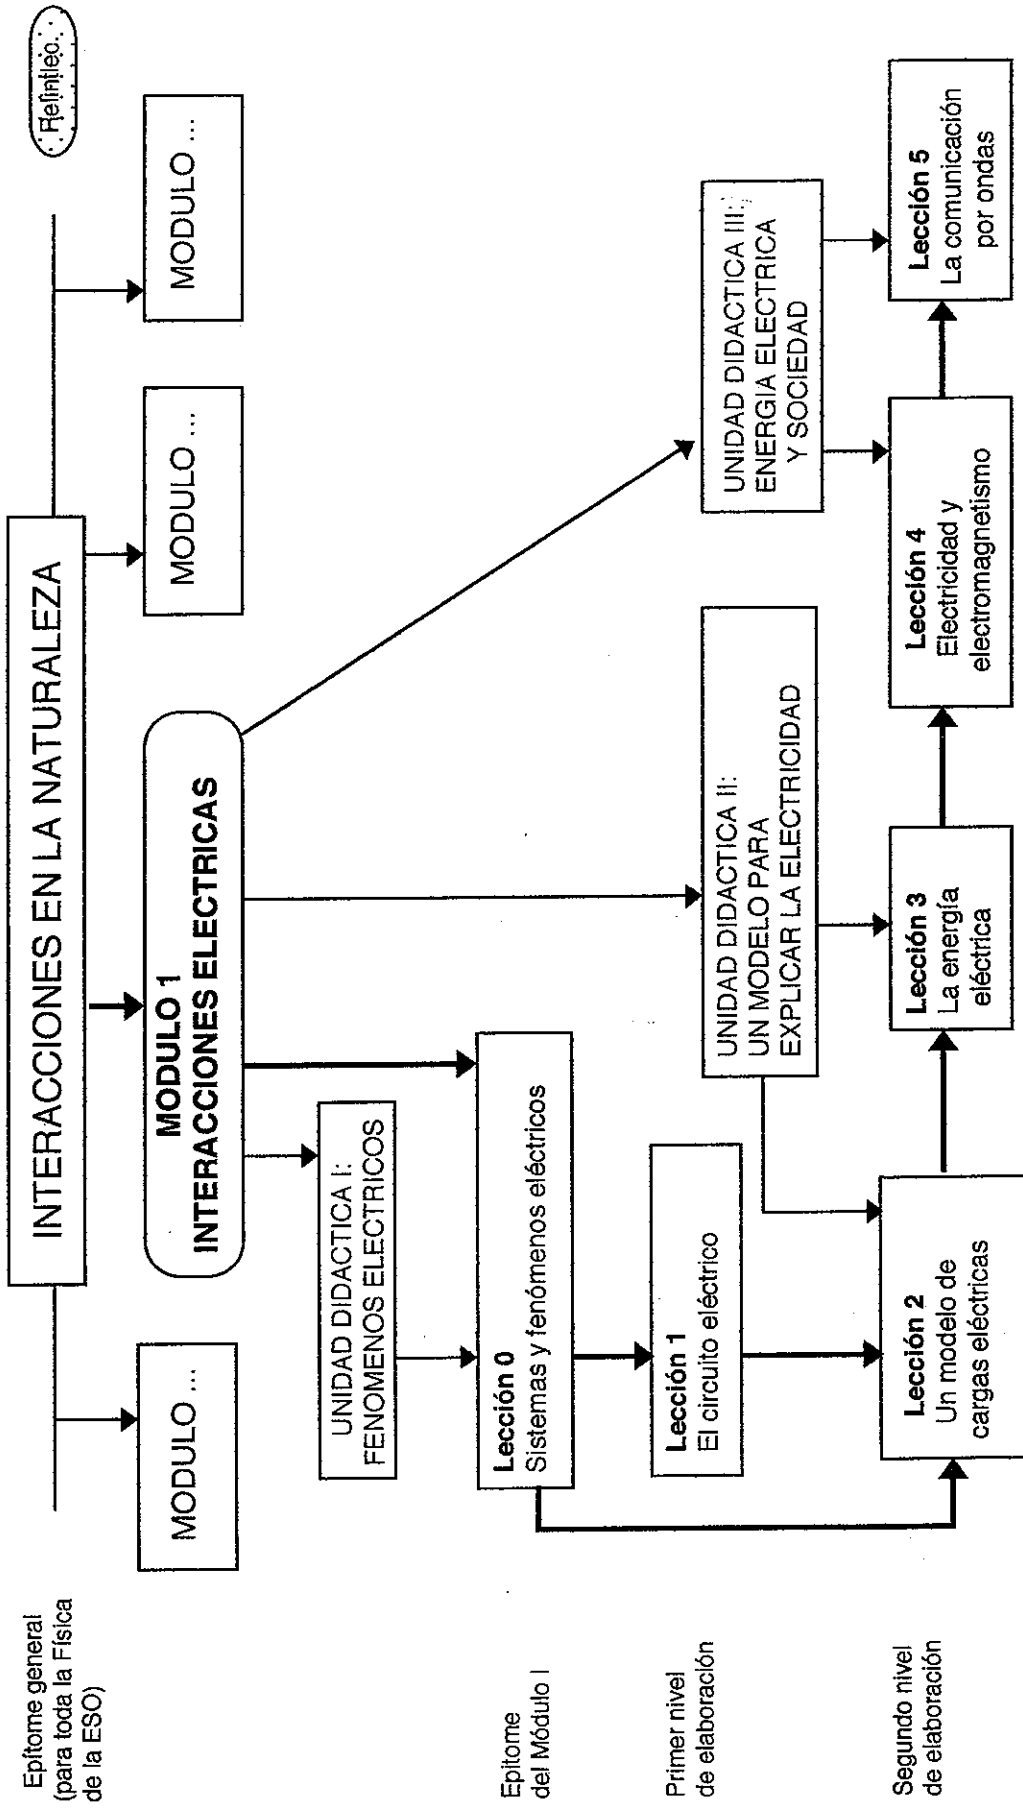 Refintleo.
Epítome general
(para toda la Física
de la ESO)
INTERACCIONES EN LA NATURALEZA
MODULO ...
MODULO 1
INTERACCIONES ELECTRICAS
MODULO ...
MODULO ...
UNIDAD DIDACTICA I:
FENOMENOS ELECTRICOS
Epítome
del Módulo I
Lección 0
Sistemas y fenómenos eléctricos
Primer nivel
de elaboración
Lección 1
El circuito eléctrico
UNIDAD DIDACTICA II:
UN MODELO PARA
EXPLICAR LA ELECTRICIDAD
UNIDAD DIDACTICA III:
ENERGIA ELECTRICA
Y SOCIEDAD
Segundo nivel
de elaboración
Lección 2
Un modelo de
cargas eléctricas
Lección 3
La energía
eléctrica
Lección 4
Electricidad y
electromagnetismo
Lección 5
La comunicación
por ondas